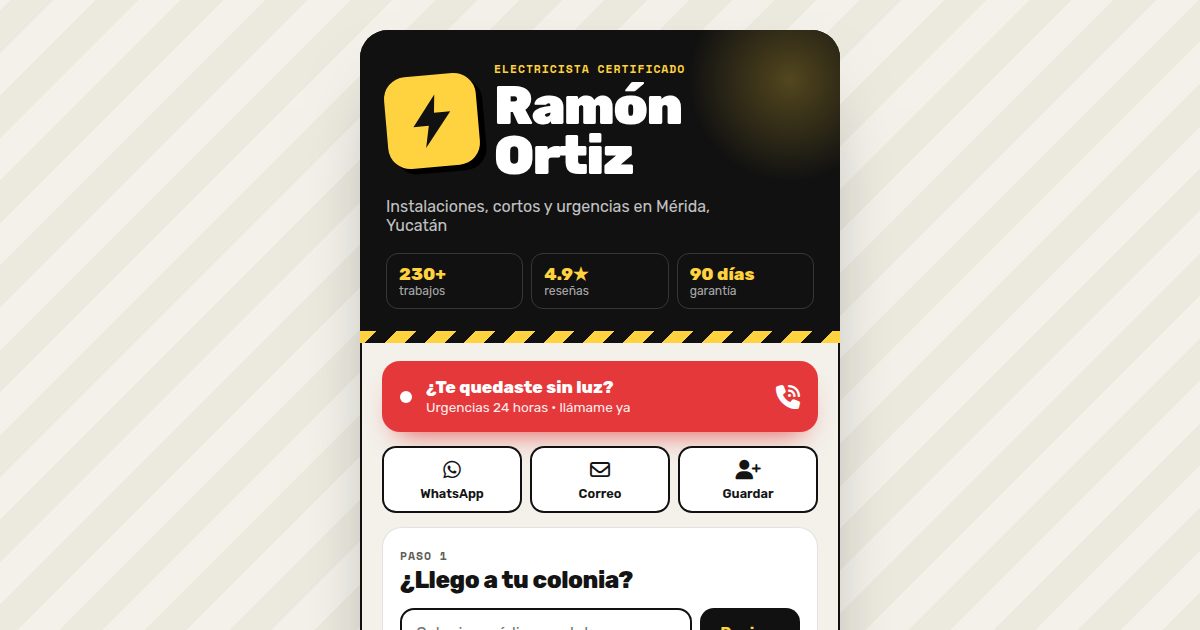 ELECTRICISTA CERTIFICADO
Ramón
Ortiz
Instalaciones, cortos y urgencias en Mérida,
Yucatán
230+
trabajos
4.9★
reseñas
90 días
garantía
¿Te quedaste sin luz?
Urgencias 24 horas • llámame ya
WhatsApp
Correo
Guardar
PASO 1
¿Llego a tu colonia?